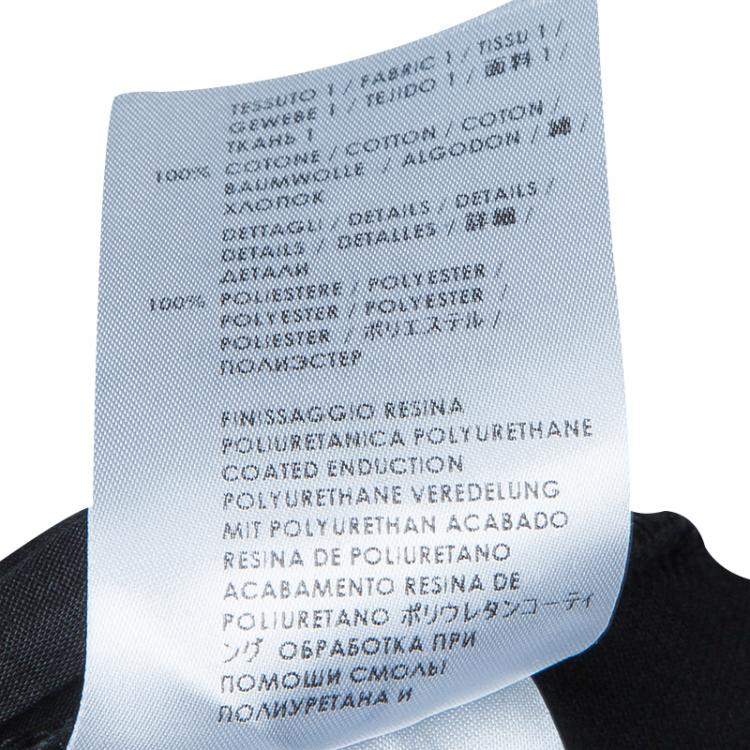 TESSUTO 1 / FABRIC 1 / TISSU 1 /
GEWEBE 1 / TEJIDO 1 / 面料 1 /
ТКАНЬ 1
100% COTONE / COTTON / COTON /
BAUMWOLLE / ALGODON / 綿 /
ХЛОПОК
DETTAGLI / DETAILS / DETAILS /
DETAILS / DETALLES / 詳細 /
ДЕТАЛИ
100% POLIESTERE / POLYESTER /
POLYESTER / POLYESTER /
POLIESTER / ポリエステル /
ПОЛИЭСТЕР
FINISSAGGIO RESINA
POLIURETANICA POLYURETHANE
COATED ENDUCTION
POLYURETHANE VEREDELUNG
MIT POLYURETHAN ACABADO
RESINA DE POLIURETANO
ACABAMENTO RESINA DE
POLIURETANO ポリウレタンコーティ
ング ОБРАБОТКА ПРИ
ПОМОШИ СМОЛЫ
ПОЛИУРЕТАНА И